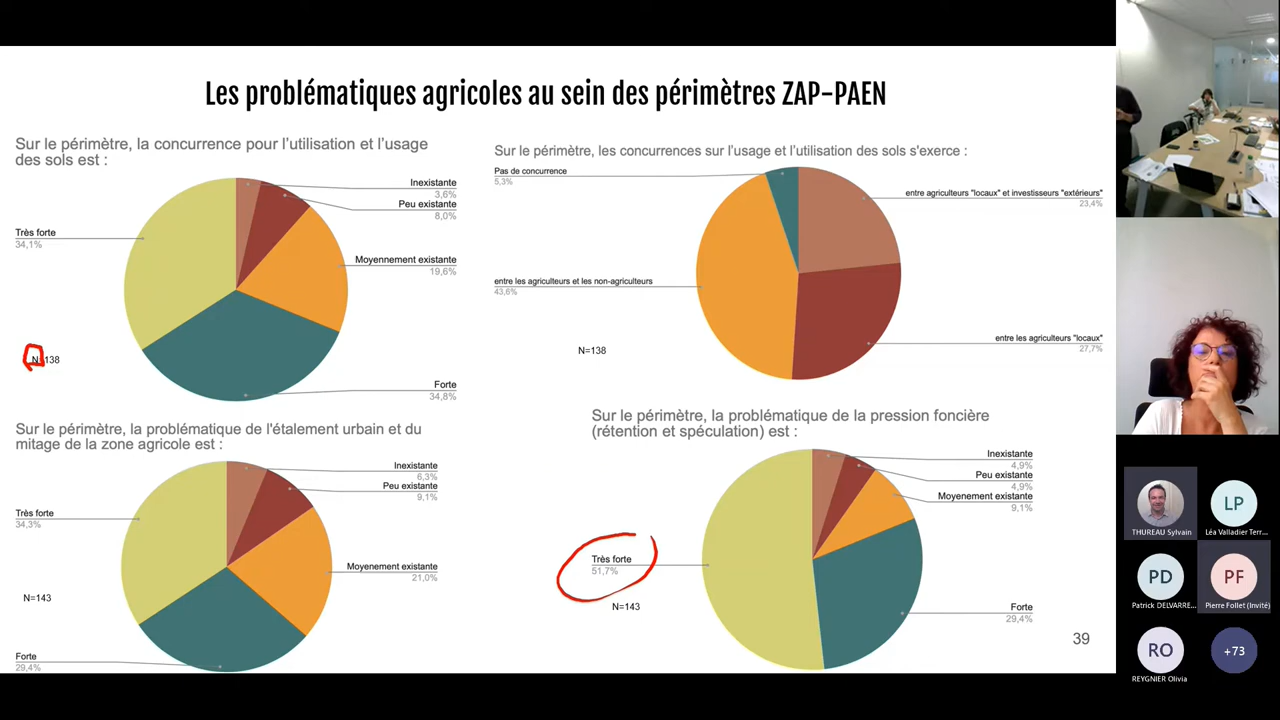 Les problématiques agricoles au sein des périmètres ZAP-PAEN
Sur le périmètre, la concurrence pour l'utilisation et l'usage
des sols est :
Inexistante
3,6%
Peu existante
8,0%
Très forte
34,1%
Moyennement existante
19,6%
N=138
Forte
34,8%
Sur le périmètre, les concurrences sur l'usage et l'utilisation des sols s'exerce :
Pas de concurrence
5,3%
entre agriculteurs "locaux" et investisseurs "extérieurs"
23,4%
entre les agriculteurs et les non-agriculteurs
43,6%
entre les agriculteurs "locaux"
27,7%
N=138
Sur le périmètre, la problématique de l'étalement urbain et du
mitage de la zone agricole est :
Inexistante
6,3%
Peu existante
9,1%
Très forte
34,3%
Moyenement existante
21,0%
N=143
Forte
29,4%
Sur le périmètre, la problématique de la pression foncière
(rétention et spéculation) est :
Inexistante
4,9%
Peu existante
4,9%
Moyenement existante
9,1%
Très forte
51,7%
N=143
Forte
29,4%
39
THUREAU Sylvain
LP
Léa Valladier Terr...
PD
Patrick DELVARRE...
PF
Pierre Follet (Invité)
RO
REYGNIER Olivia
+73